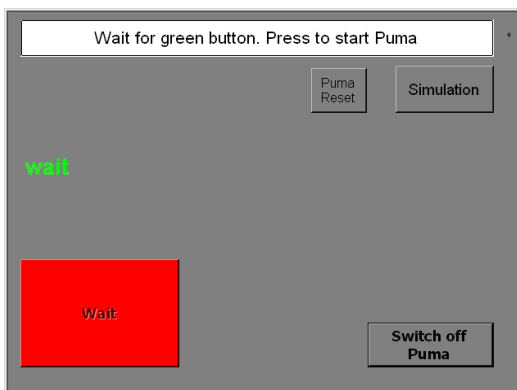 Wait for green button. Press to start Puma
*
Puma
Reset
Simulation
wait
Wait
Switch off
Puma